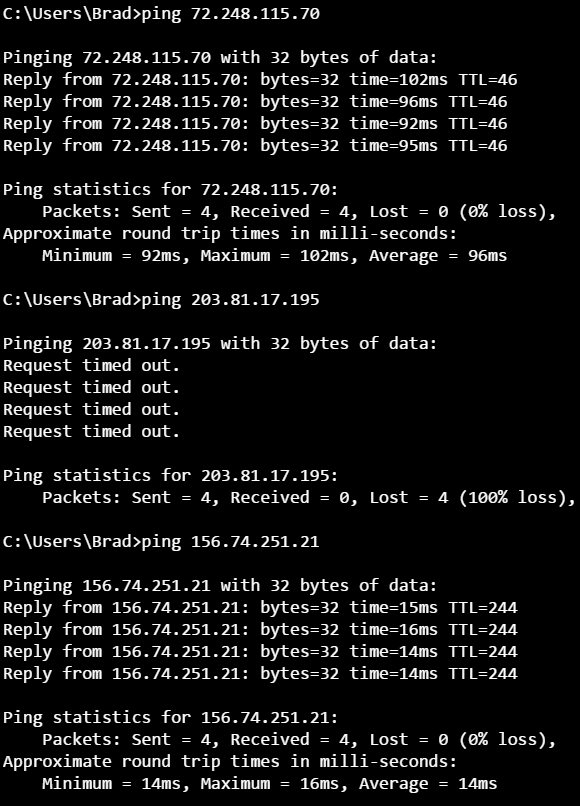 C:\Users\Brad>ping 72.248.115.70
Pinging 72.248.115.70 with 32 bytes of data:
Reply from 72.248.115.70: bytes=32 time=102ms TTL=46
Reply from 72.248.115.70: bytes=32 time=96ms TTL=46
Reply from 72.248.115.70: bytes=32 time=92ms TTL=46
Reply from 72.248.115.70: bytes=32 time=95ms TTL=46
Ping statistics for 72.248.115.70:
Packets: Sent = 4, Received = 4, Lost = 0 (0% loss),
Approximate round trip times in milli-seconds:
Minimum = 92ms, Maximum = 102ms, Average = 96ms
C:\Users\Brad>ping 203.81.17.195
Pinging 203.81.17.195 with 32 bytes of data:
Request timed out.
Request timed out.
Request timed out.
Request timed out.
Ping statistics for 203.81.17.195:
Packets: Sent = 4, Received = 0, Lost = 4 (100% loss),
C:\Users\Brad>ping 156.74.251.21
Pinging 156.74.251.21 with 32 bytes of data:
Reply from 156.74.251.21: bytes=32 time=15ms TTL=244
Reply from 156.74.251.21: bytes=32 time=16ms TTL=244
Reply from 156.74.251.21: bytes=32 time=14ms TTL=244
Reply from 156.74.251.21: bytes=32 time=14ms TTL=244
Ping statistics for 156.74.251.21:
Packets: Sent = 4, Received = 4, Lost = 0 (0% loss),
Approximate round trip times in milli-seconds:
Minimum = 14ms, Maximum = 16ms, Average = 14ms